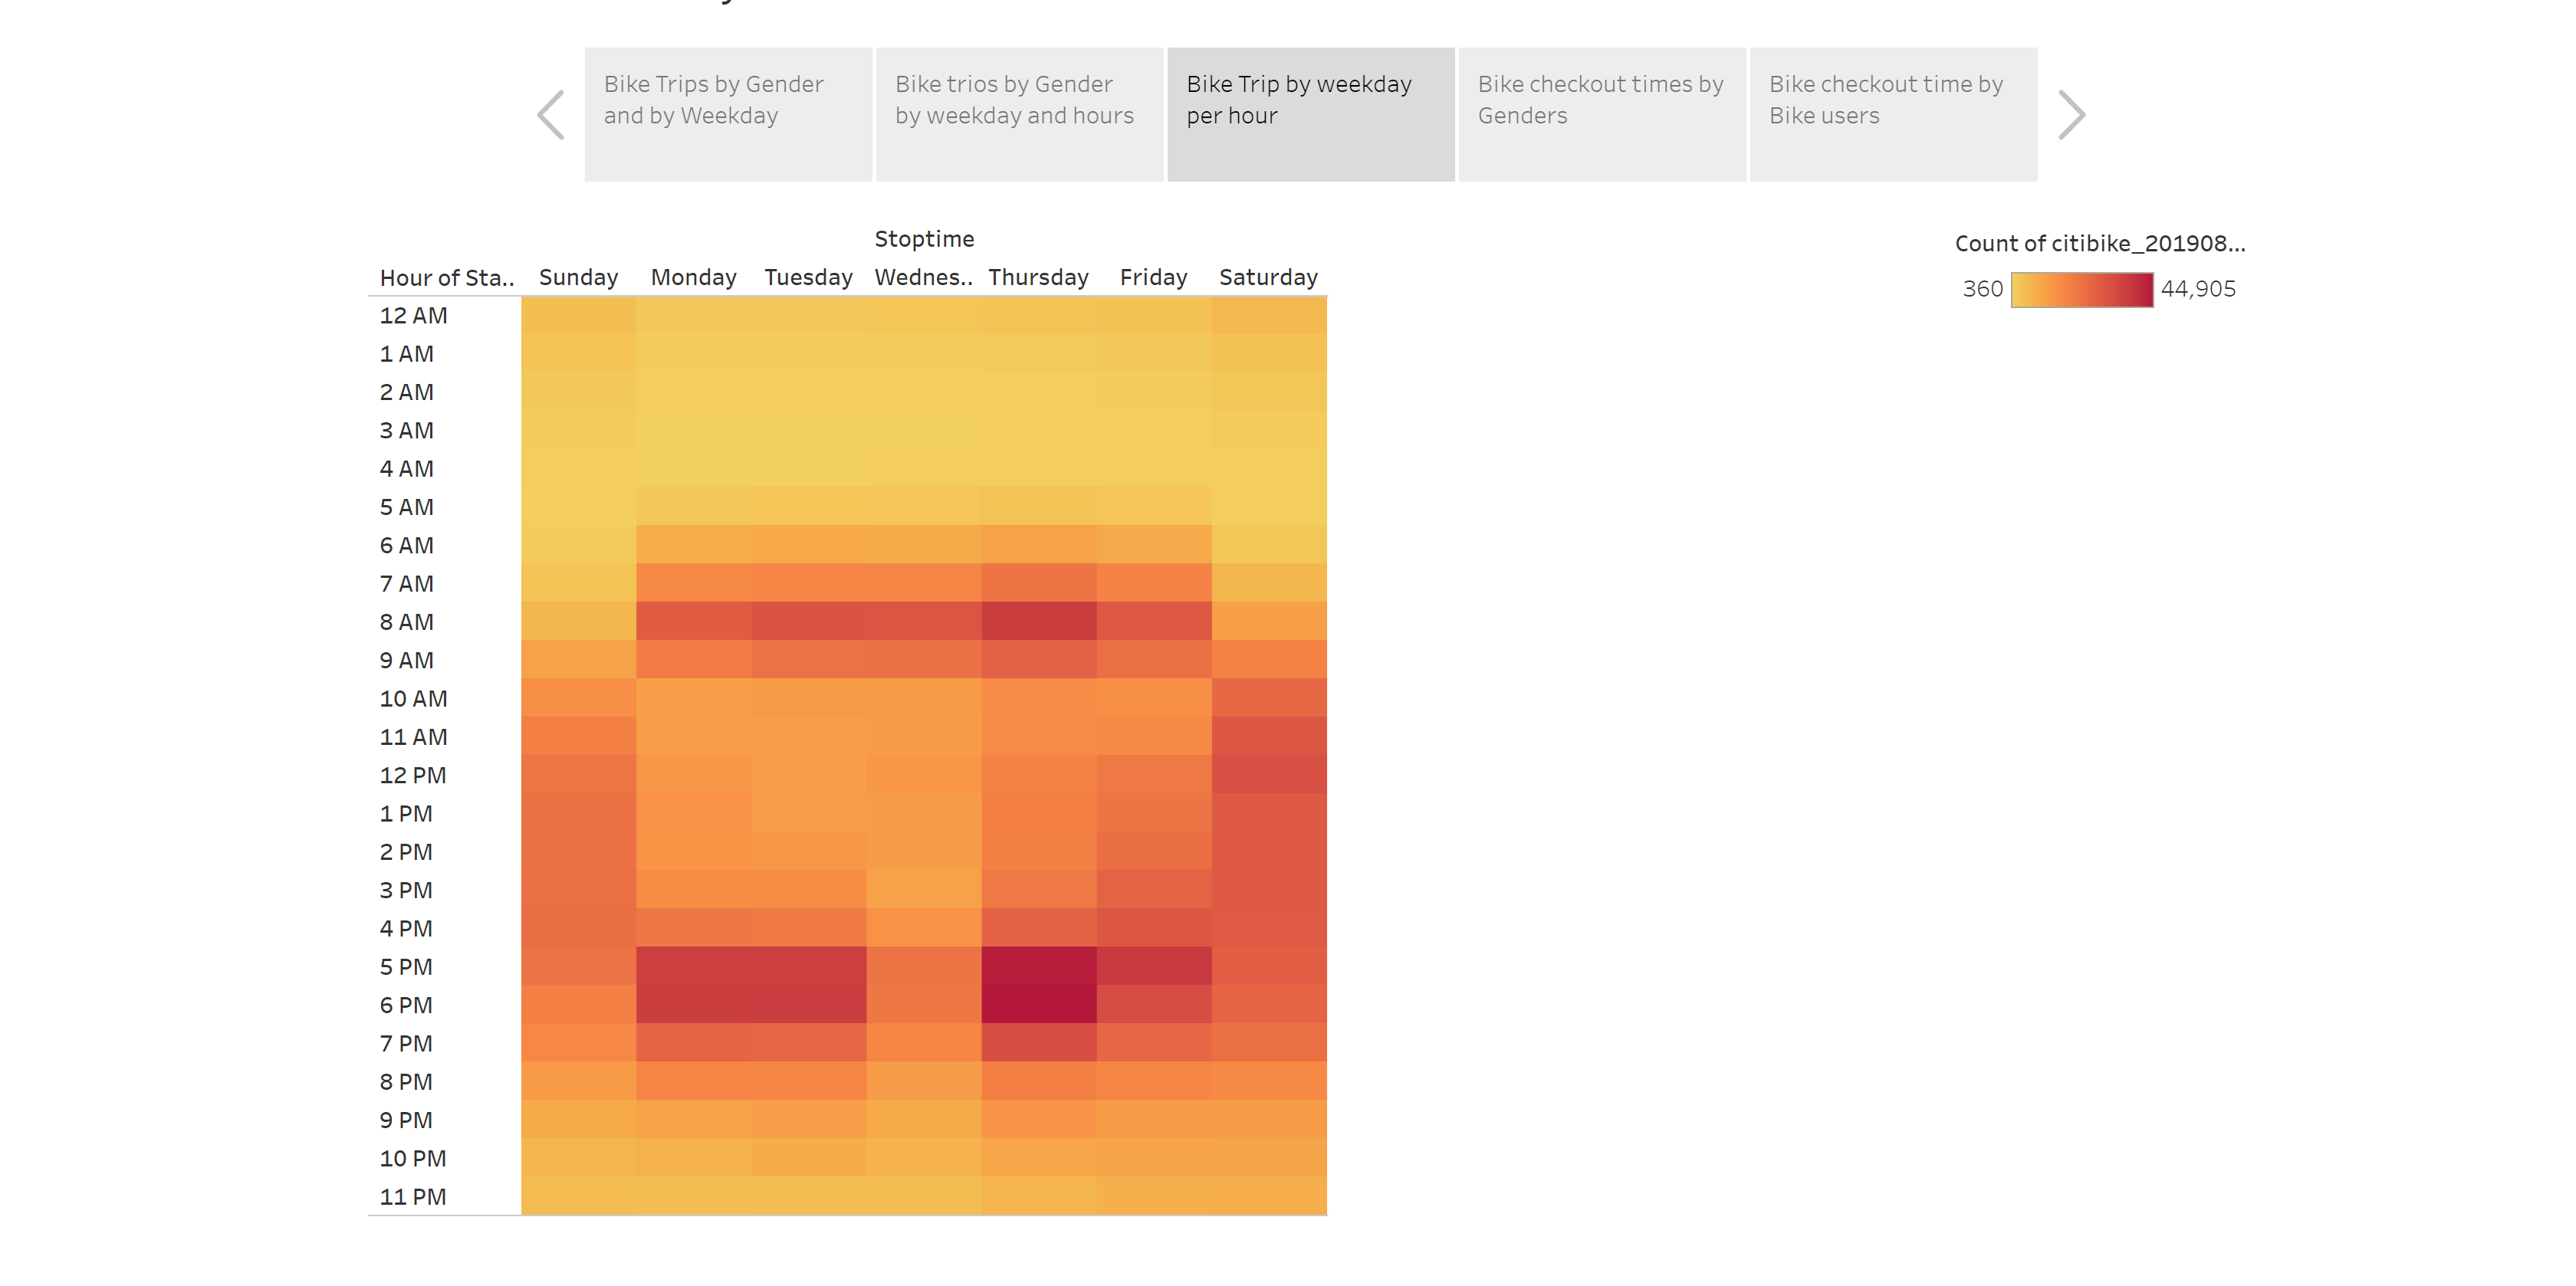 Bike Trips by Gender
and by Weekday
Bike trios by Gender
by weekday and hours
Bike Trip by weekday
per hour
Bike checkout times by
Genders
Bike checkout time by
Bike users
Stoptime
Hour of Sta.. Sunday Monday Tuesday Wednes.. Thursday Friday Saturday
12 AM
1 AM
2 AM
3 AM
4 AM
5 AM
6 AM
7 AM
8 AM
9 AM
10 AM
11 AM
12 PM
1 PM
2 PM
3 PM
4 PM
5 PM
6 PM
7 PM
8 PM
9 PM
10 PM
11 PM
Count of citibike_201908...
360 44,905